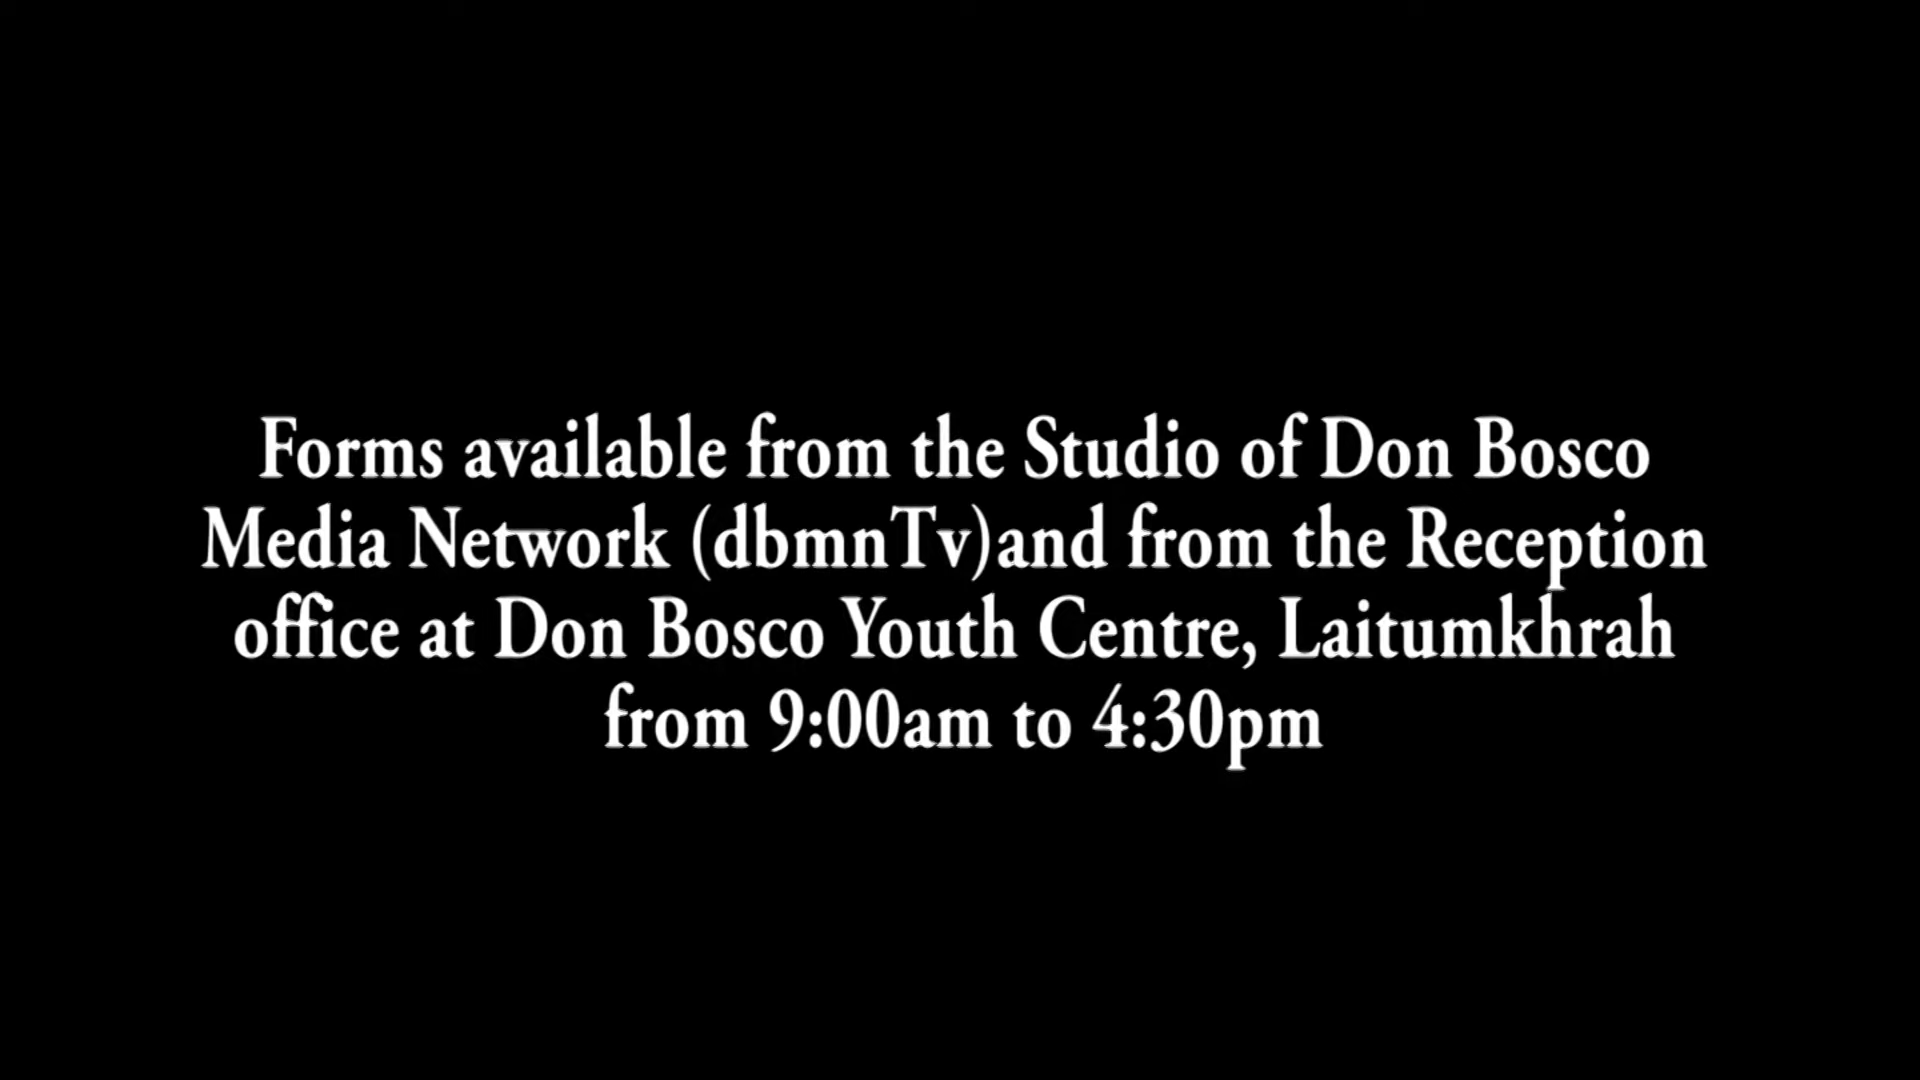 Forms available from the Studio of Don Bosco
Media Network (dbmnTv)and from the Reception
office at Don Bosco Youth Centre, Laitumkhrah
from 9:00am to 4:30pm